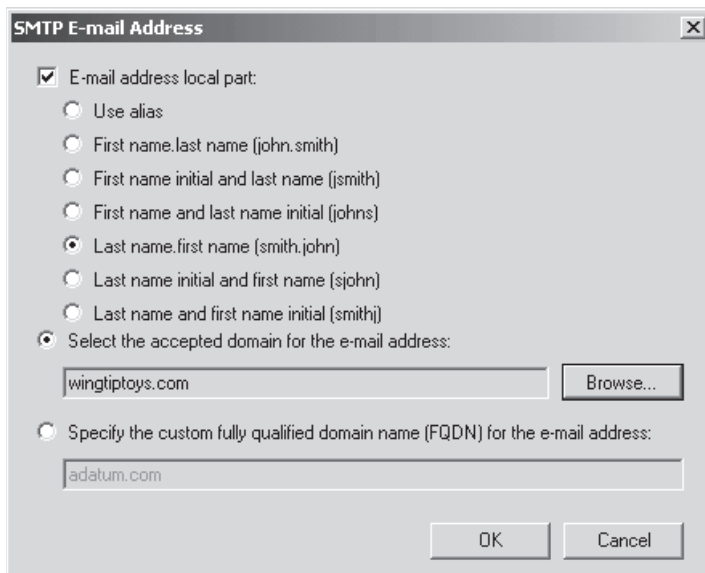 SMTP E-mail Address
E-mail address local part:
Use alias
First name.last name (john.smith)
First name initial and last name (jsmith)
First name and last name initial (johns)
Last name.first name (smith.john)
Last name initial and first name (sjohn)
Last name and first name initial (smithj)
Select the accepted domain for the e-mail address:
wingtiptoys.com
Browse...
Specify the custom fully qualified domain name (FQDN) for the e-mail address:
adatum.com
OK
Cancel